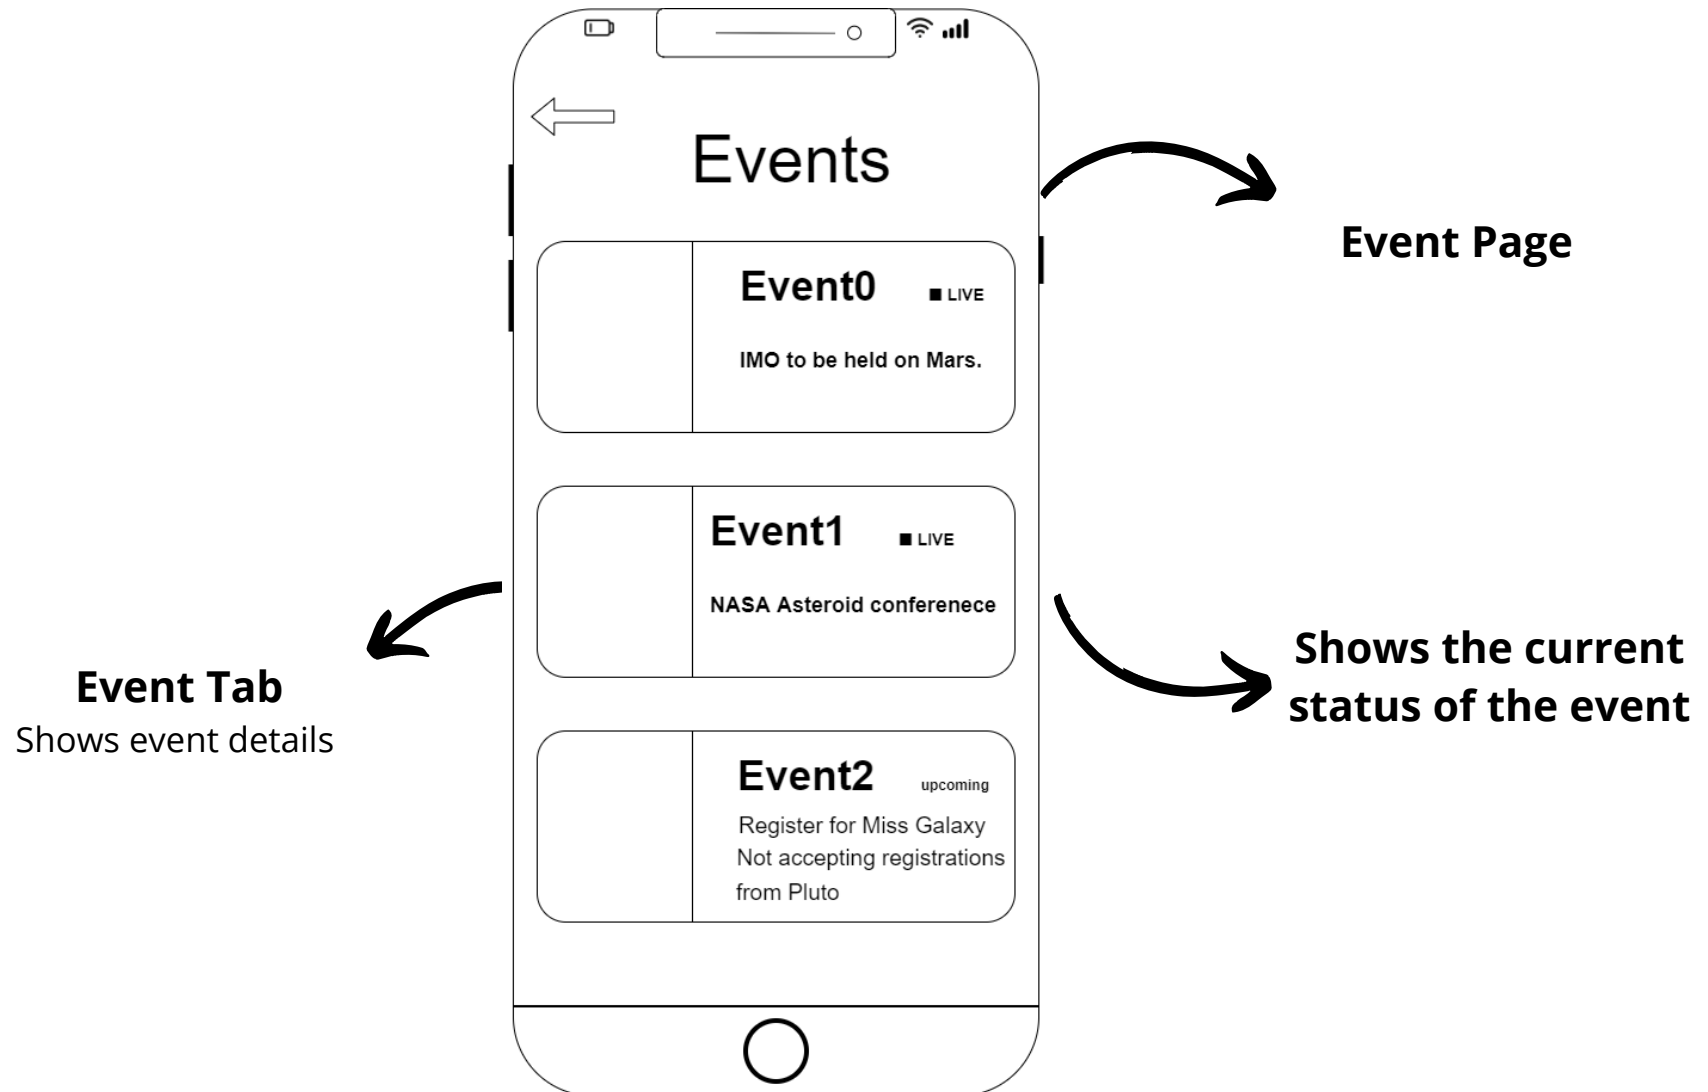 Events
Event0 LIVE
IMO to be held on Mars.
Event1 LIVE
NASA Asteroid conferenece
Event2 upcoming
Register for Miss Galaxy
Not accepting registrations
from Pluto
Event Page
Shows the current
status of the event
Event Tab
Shows event details